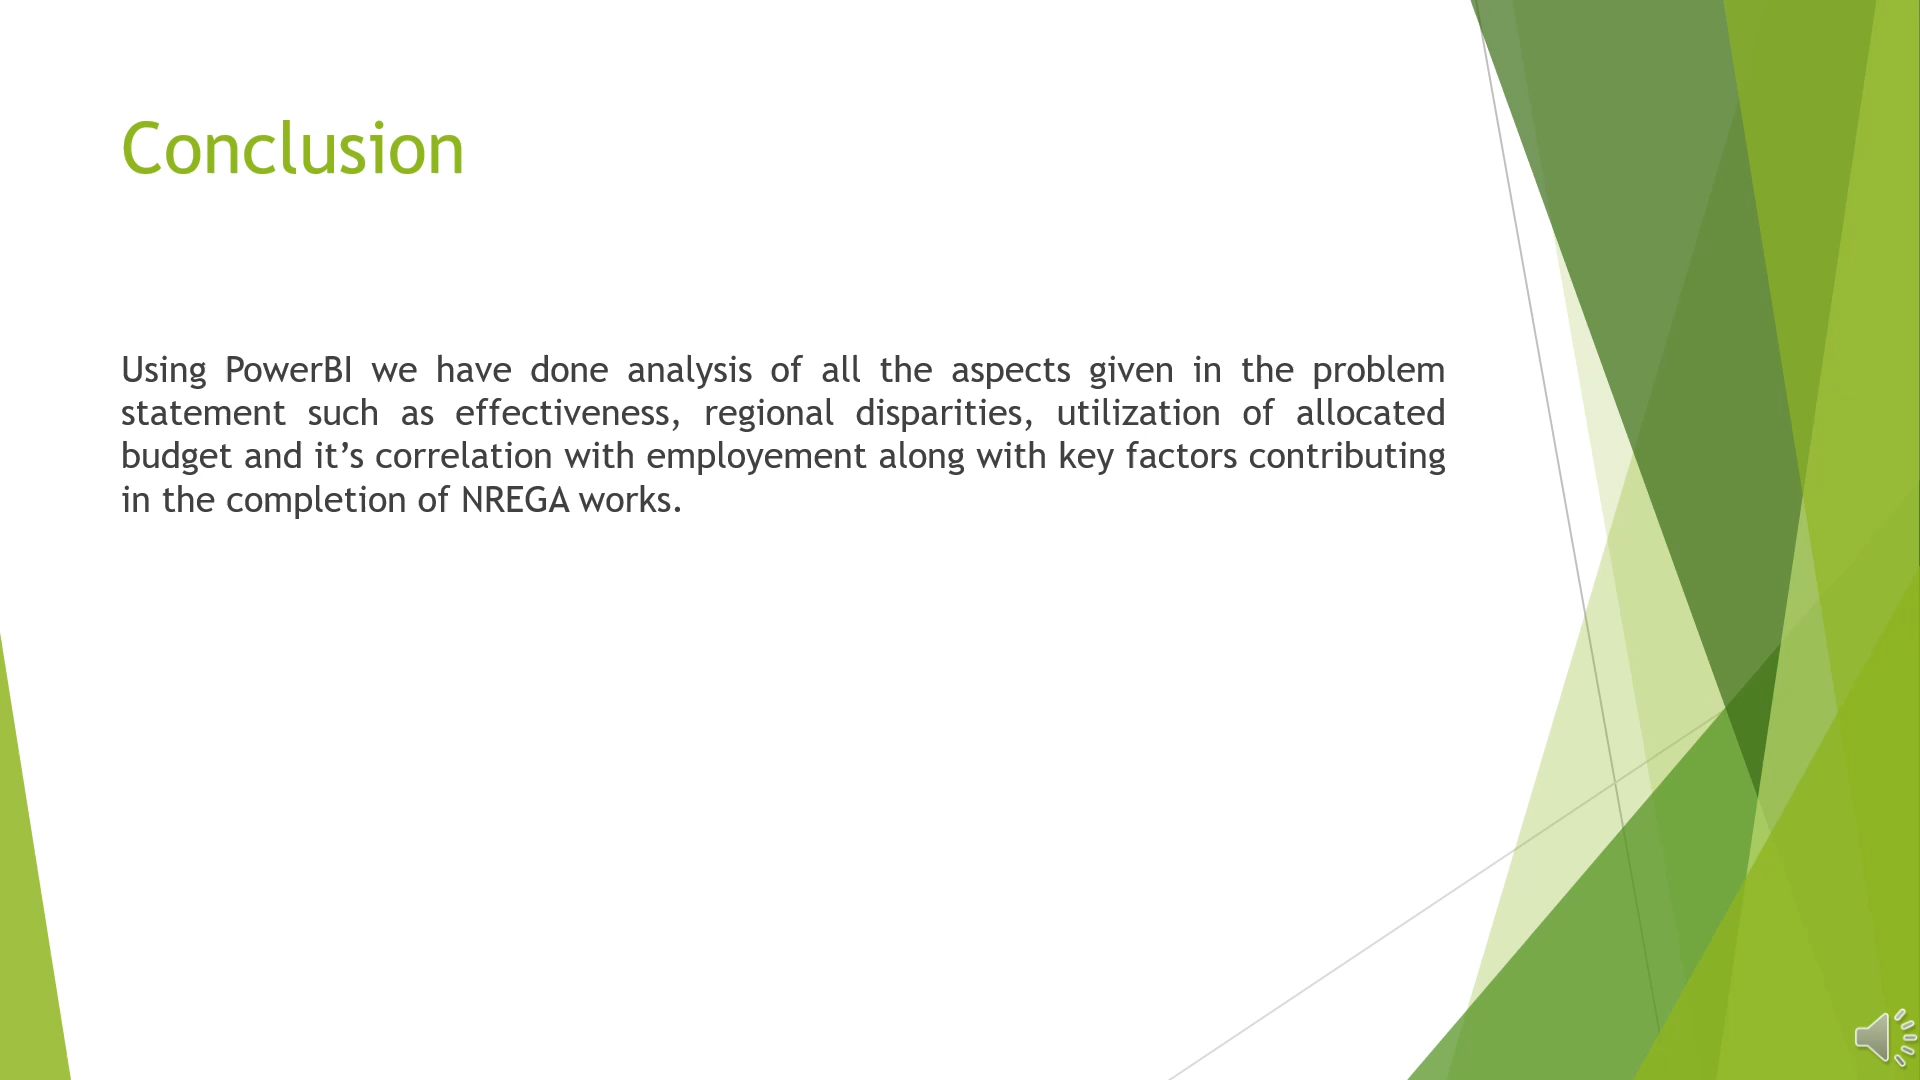 Conclusion
Using PowerBI we have done analysis of all the aspects given in the problem
statement such as effectiveness, regional disparities, utilization of allocated
budget and it’s correlation with employement along with key factors contributing
in the completion of NREGA works.